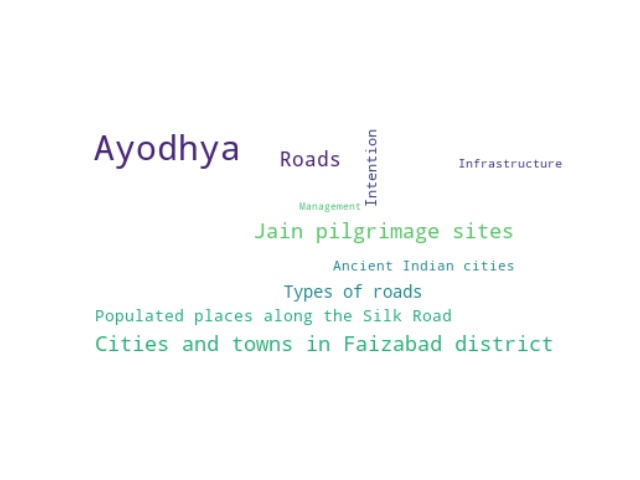 Ayodhya
Roads
Intention
Infrastructure
Management
Jain pilgrimage sites
Ancient Indian cities
Types of roads
Populated places along the Silk Road
Cities and towns in Faizabad district